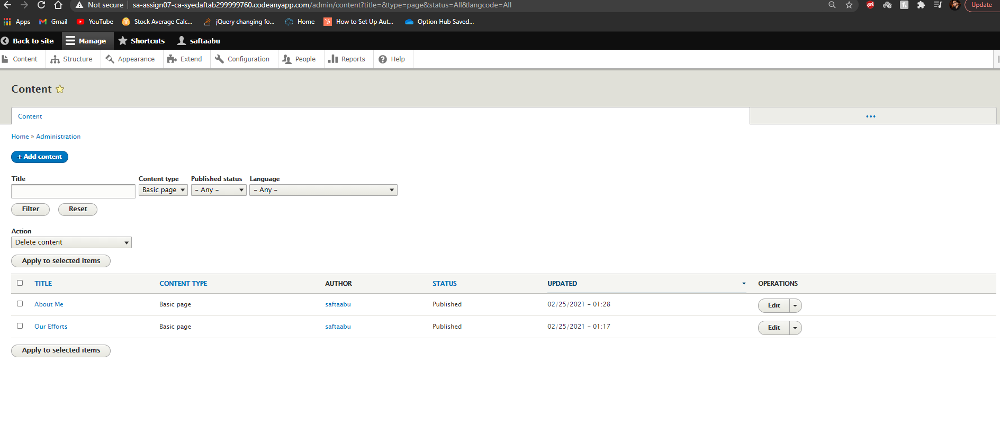 Not secure | sa-assign07-ca-syedaftab299999760.codeanyapp.com/admin/content?title=&type=page&status=All&langcode=All ADB Update
Apps Gmail YouTube Stock Average Calc... jQuery changing fo... Home How to Set Up Aut... Option Hub Saved...
Back to site Manage Shortcuts saftaabu
Content Structure Appearance Extend Configuration People Reports Help
Content
Content •••
Home » Administration
+ Add content
Title Content type Published status Language
Basic page - Any - - Any -
Filter Reset
Action
Delete content
Apply to selected items
TITLE CONTENT TYPE AUTHOR STATUS UPDATED OPERATIONS
About Me Basic page saftaabu Published 02/25/2021 - 01:28 Edit
Our Efforts Basic page saftaabu Published 02/25/2021 - 01:17 Edit
Apply to selected items